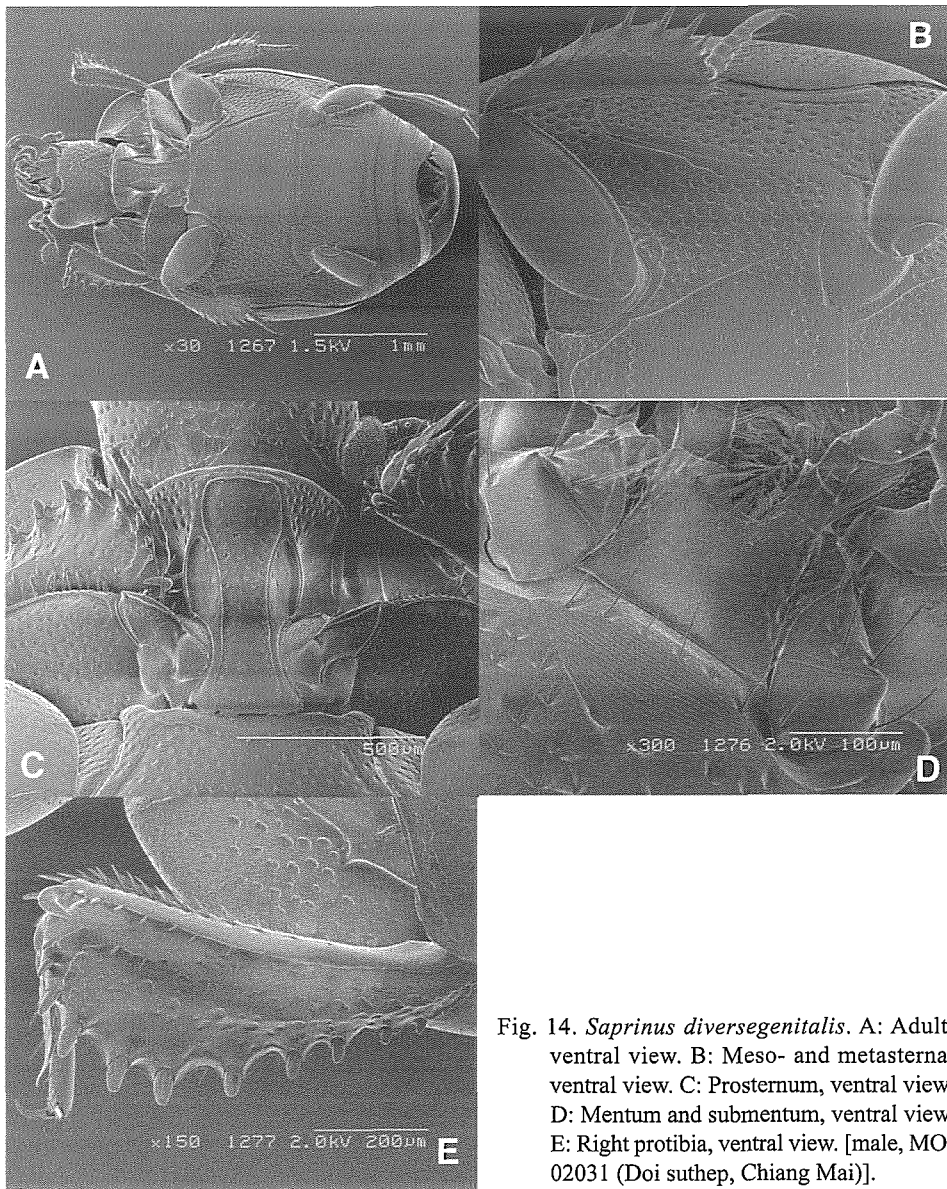 B
x30 1267 1.5kV 1mm
A
500µm
C
x300 1276 2.0kV 100µm
D
x150 1277 2.0kV 200µm
E
Fig. 14. Saprinus diversegenitalis. A: Adult
ventral view. B: Meso- and metasterna
ventral view. C: Prosternum, ventral view
D: Mentum and submentum, ventral view
E: Right protibia, ventral view. [male, MO
02031 (Doi suthep, Chiang Mai)].